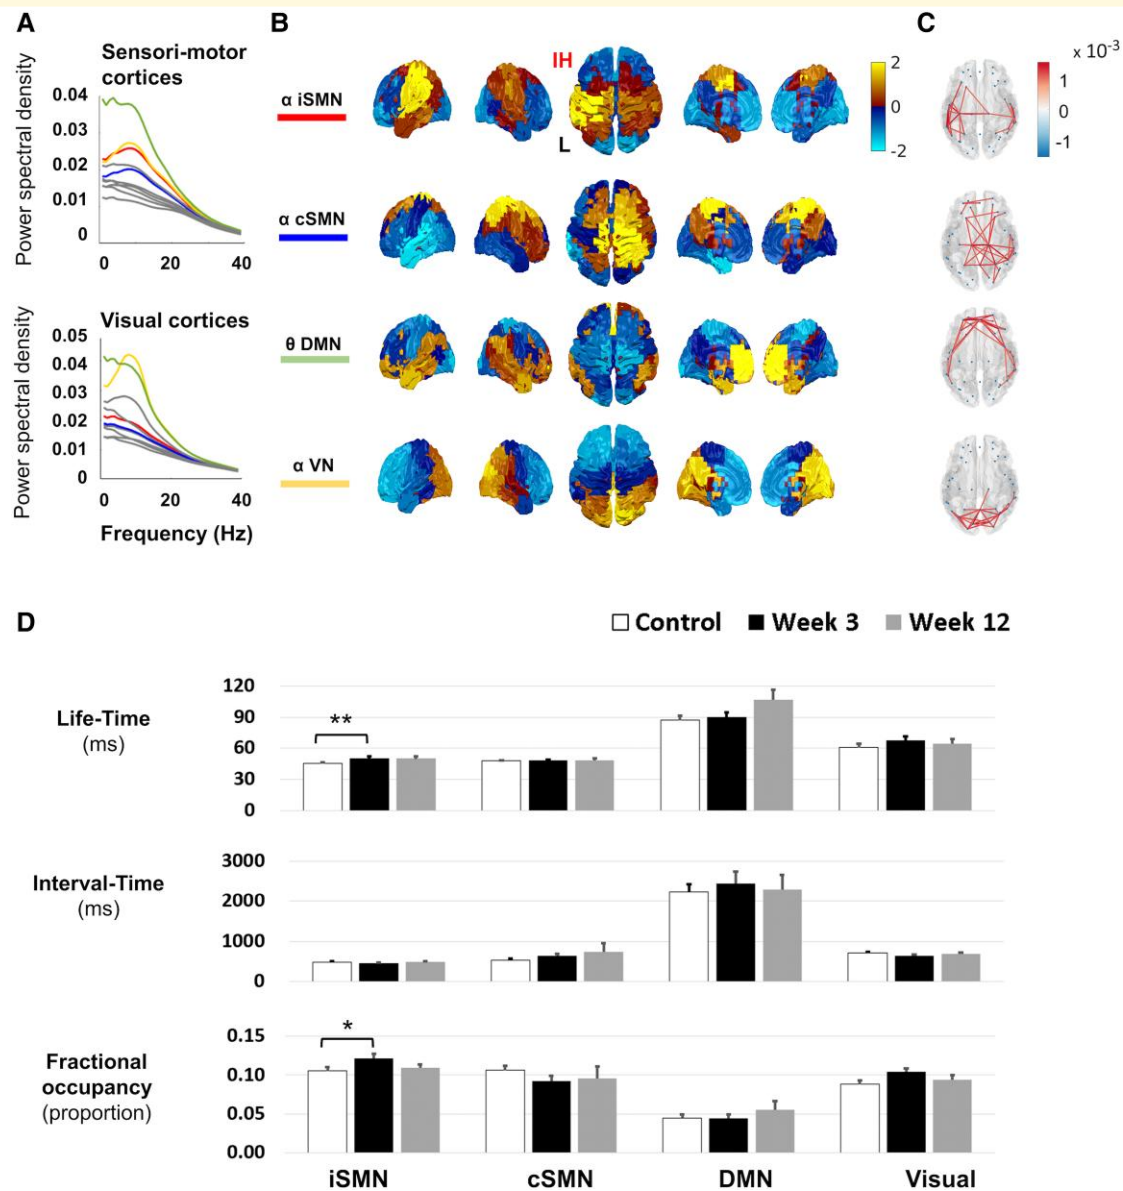 A
Sensori-motor
cortices
Power spectral density
0.04
0.03
0.02
0.01
0
0 20 40
Visual cortices
Power spectral density
0.05
0.04
0.03
0.02
0.01
0
0 20 40
Frequency (Hz)
B
α iSMN
IH
L
2
0
-2
α cSMN
θ DMN
α VN
C
x 10-3
1
0
-1
D
Control Week 3 Week 12
Life-Time
(ms)
120
90
60
30
0
**
Interval-Time
(ms)
3000
2000
1000
0
Fractional
occupancy
(proportion)
0.15
0.10
0.05
0.00
*
iSMN cSMN DMN Visual